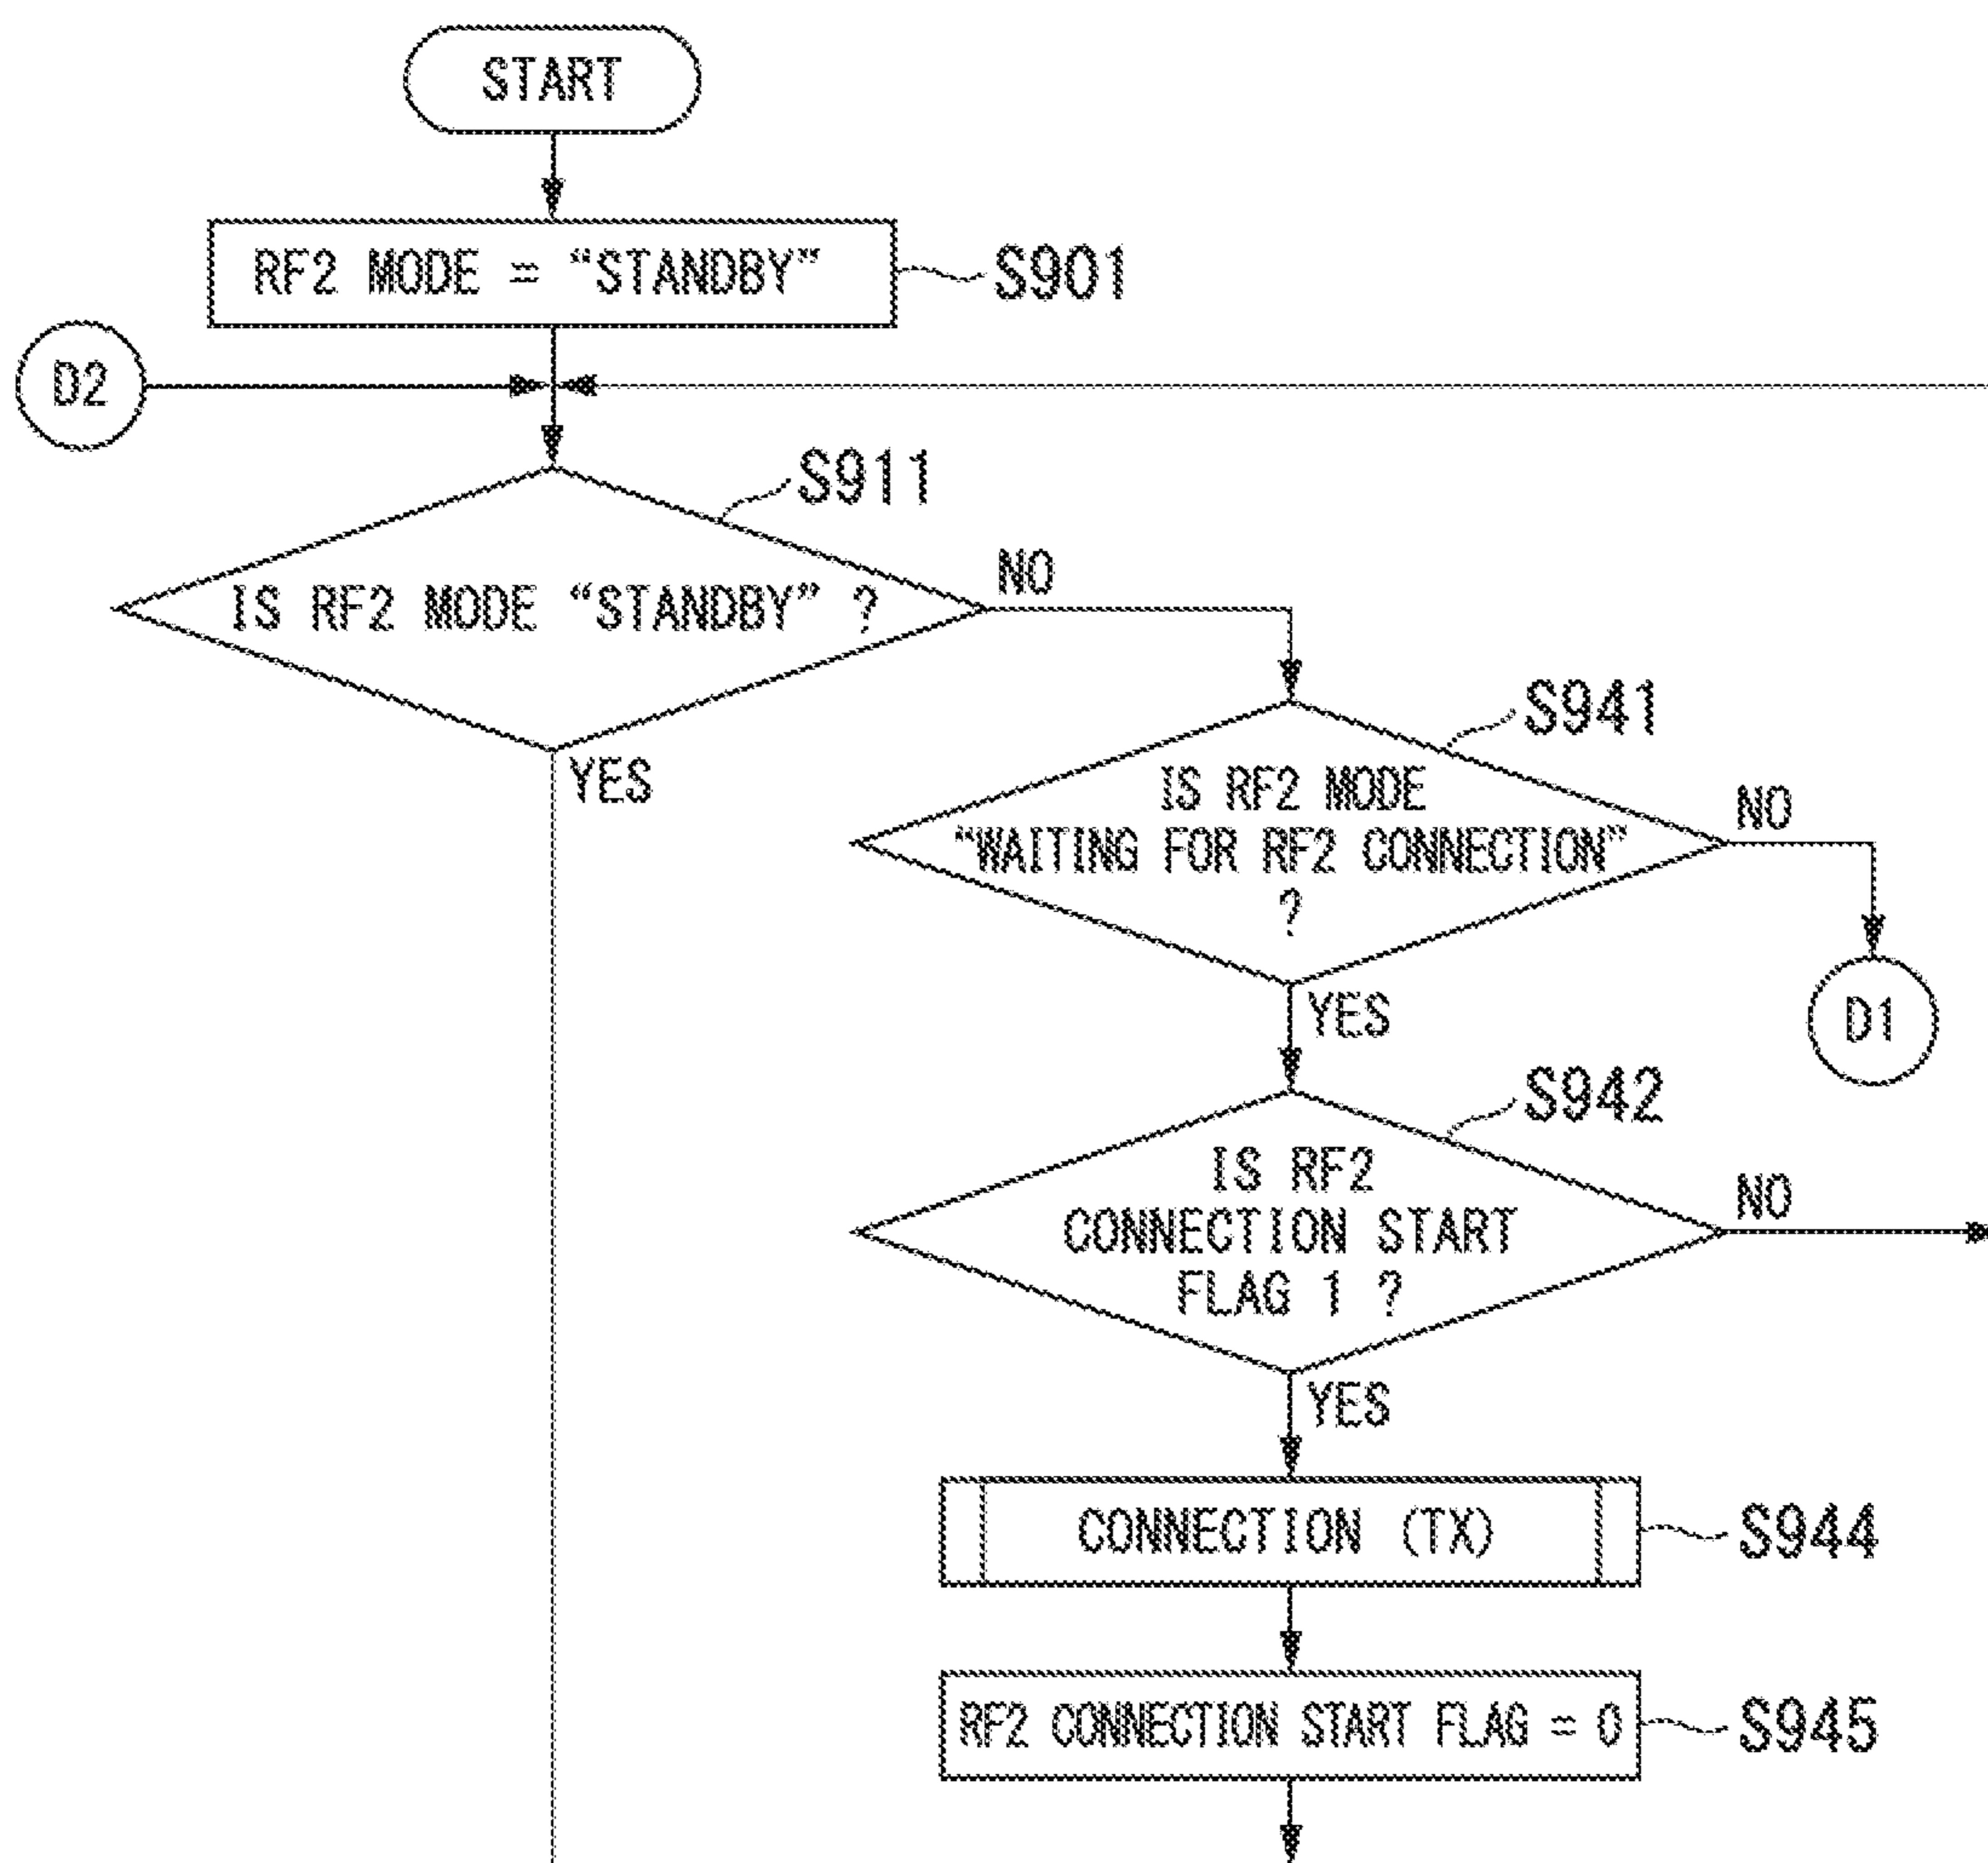 START
RF2 MODE = “STANDBY”
S901
D2
S911
IS RF2 MODE “STANDBY” ?
NO
YES
S941
IS RF2 MODE
“WAITING FOR RF2 CONNECTION”
?
NO
YES
D1
S942
IS RF2
CONNECTION START
FLAG 1 ?
NO
YES
CONNECTION (TX)
S944
RF2 CONNECTION START FLAG = 0
S945